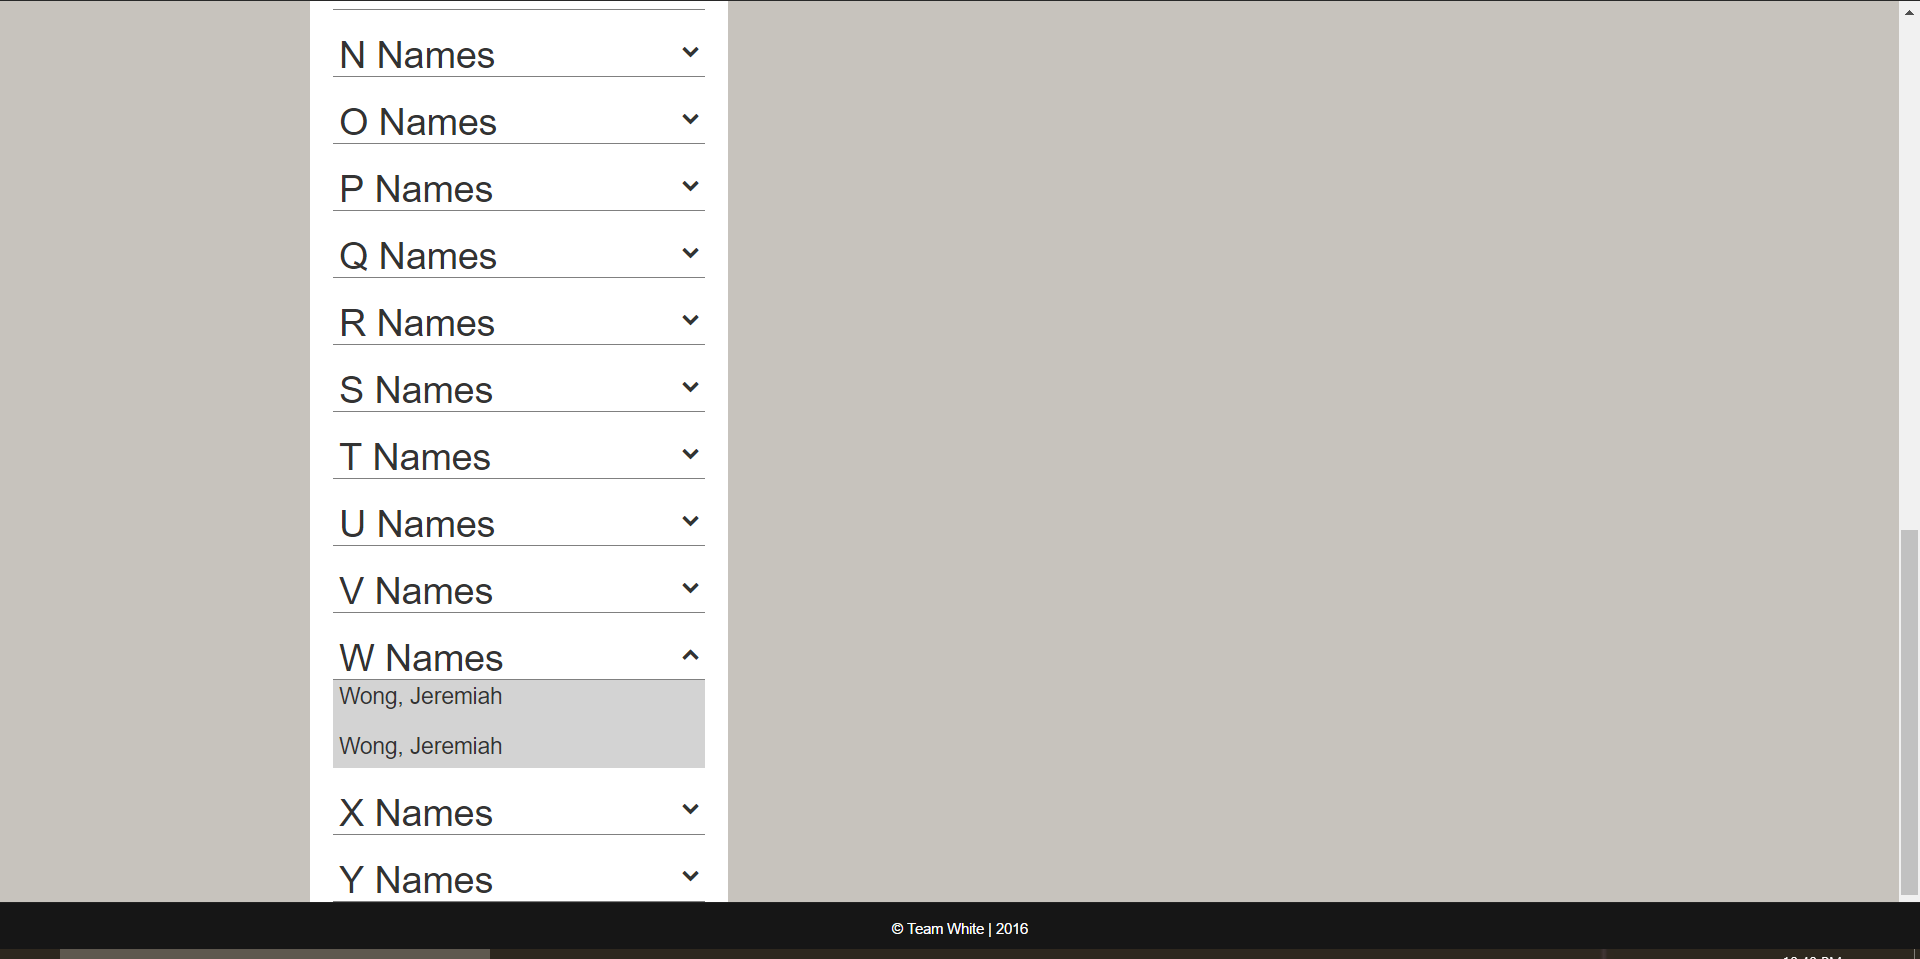 N Names
O Names
P Names
Q Names
R Names
S Names
T Names
U Names
V Names
W Names
Wong, Jeremiah
Wong, Jeremiah
X Names
Y Names
© Team White | 2016